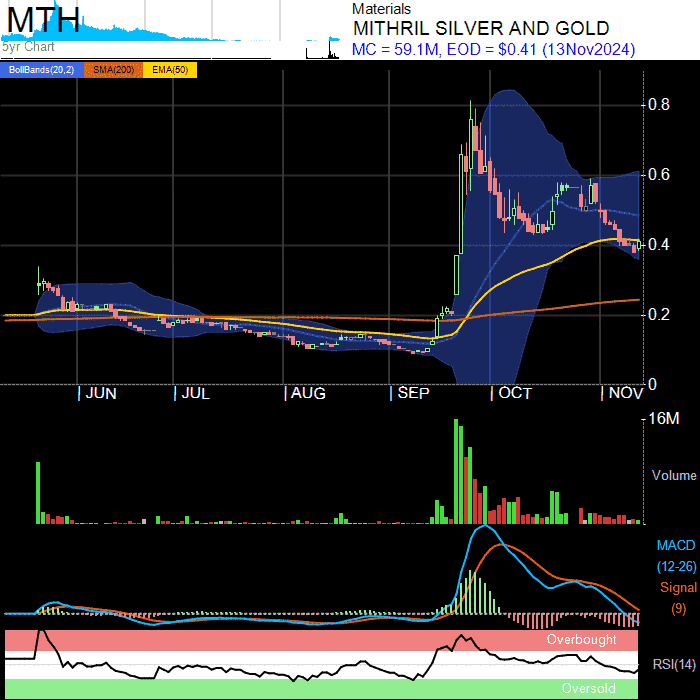 MTH
5yr Chart
Materials
MITHRIL SILVER AND GOLD
MC = 59.1M, EOD = $0.41 (13Nov2024)
BollBands(20,2) SMA(200) EMA(50)
0.8
0.6
0.4
0.2
0
| JUN | JUL | AUG | SEP | OCT | NOV
16M
Volume
MACD
(12-26)
Signal
(9)
Overbought
RSI(14)
Oversold